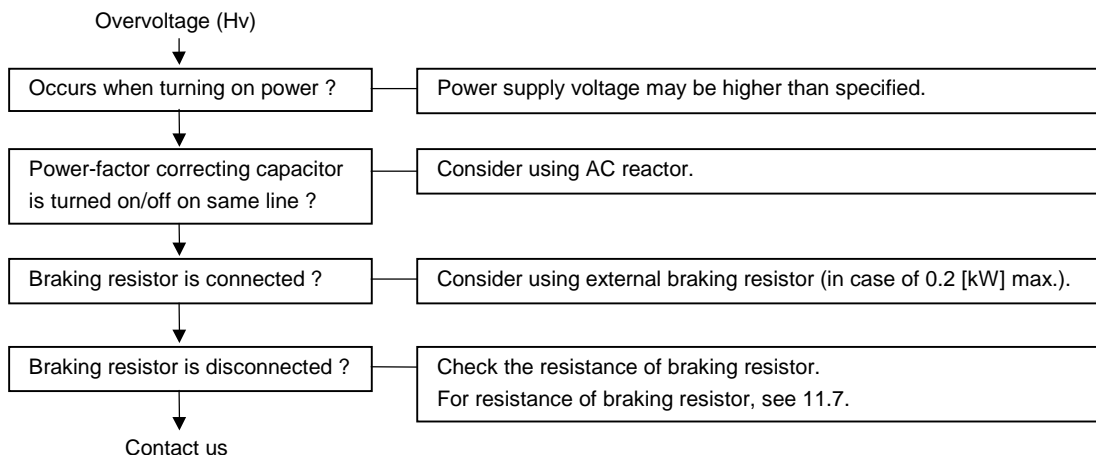 Overvoltage (Hv)
Occurs when turning on power ?
Power supply voltage may be higher than specified.
Power-factor correcting capacitor
is turned on/off on same line ?
Consider using AC reactor.
Braking resistor is connected ?
Consider using external braking resistor (in case of 0.2 [kW] max.).
Braking resistor is disconnected ?
Check the resistance of braking resistor.
For resistance of braking resistor, see 11.7.
Contact us